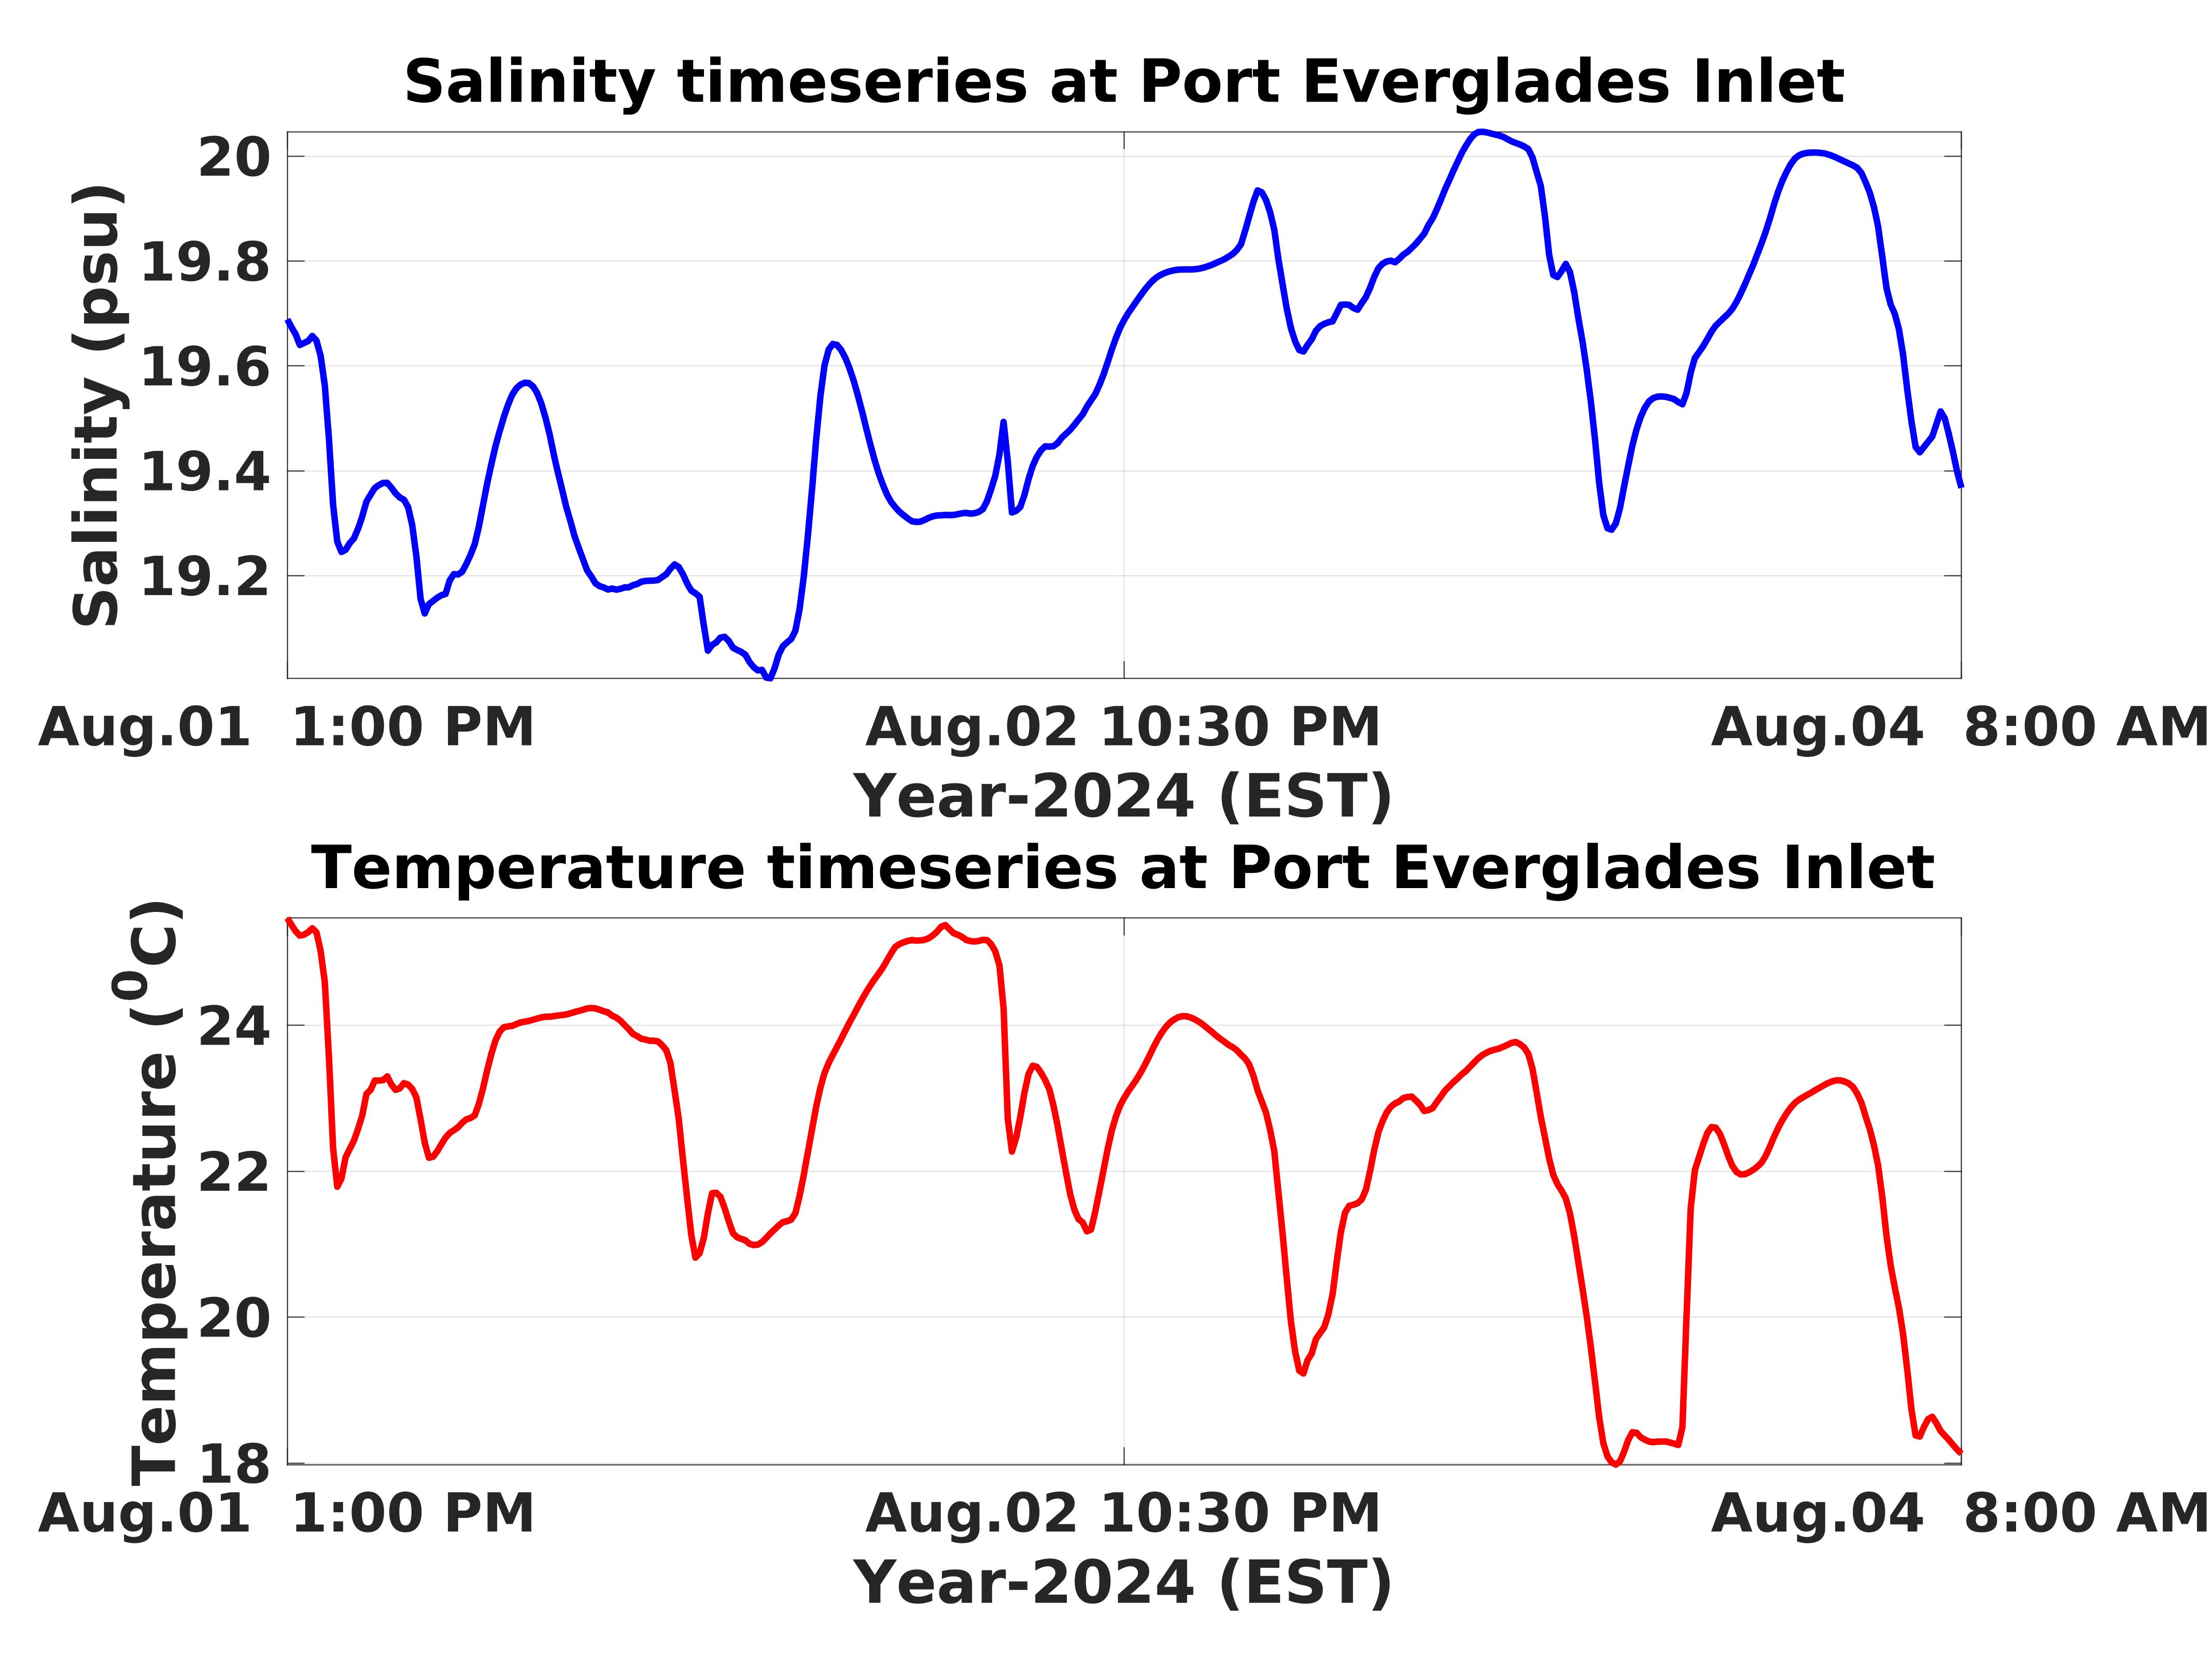 Salinity timeseries at Port Everglades Inlet
Salinity (psu)
20
19.8
19.6
19.4
19.2
Aug.01  1:00 PM Aug.02 10:30 PM Aug.04  8:00 AM
Year-2024 (EST)
Temperature timeseries at Port Everglades Inlet
Temperature (⁰C)
24
22
20
18
Aug.01  1:00 PM Aug.02 10:30 PM Aug.04  8:00 AM
Year-2024 (EST)